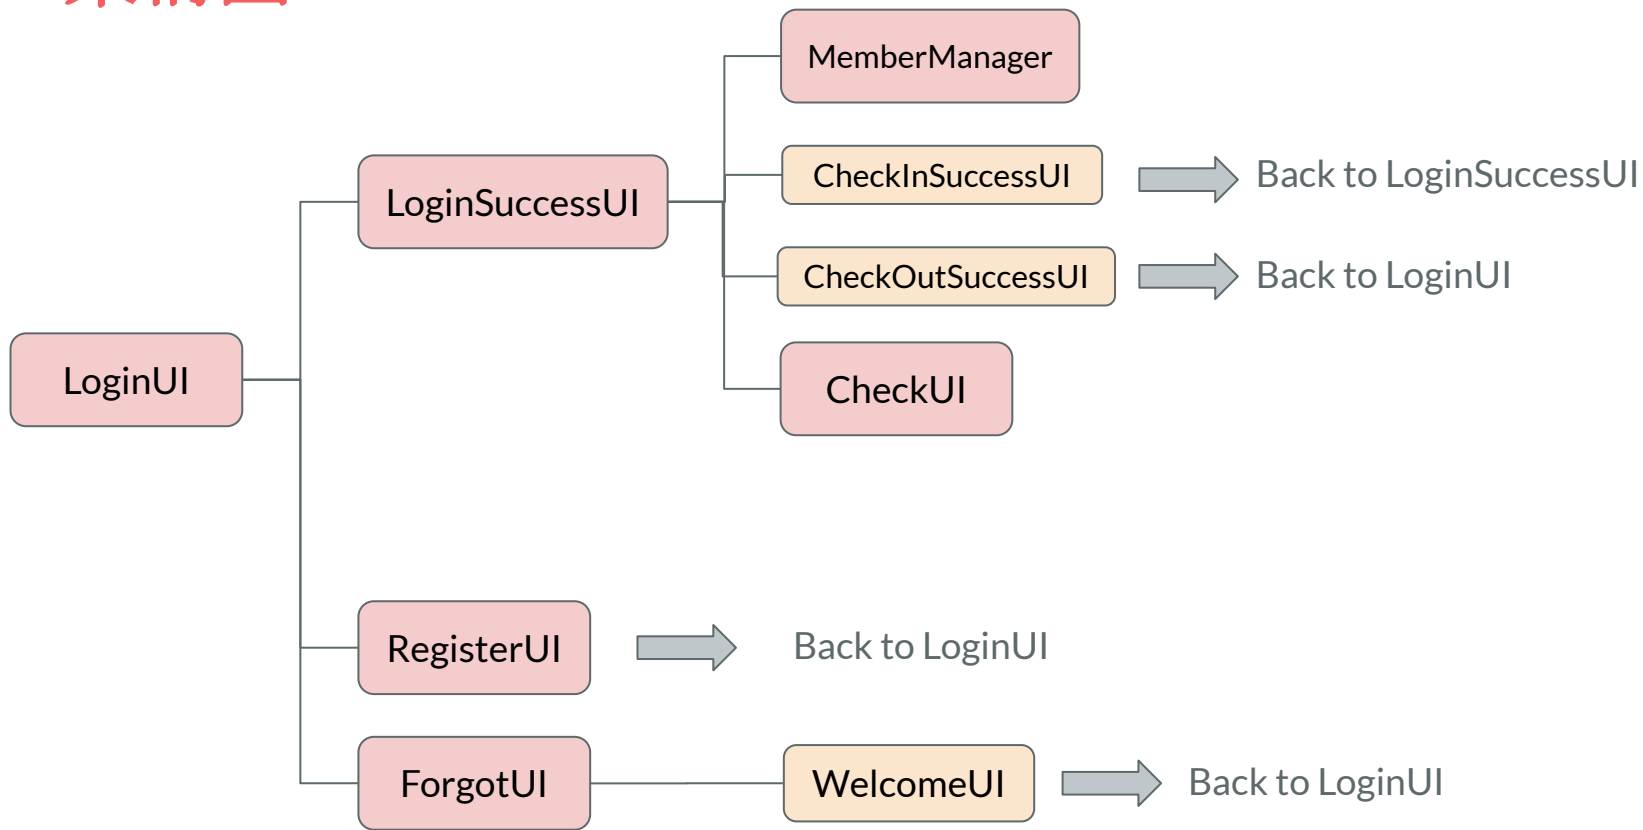 MemberManager
CheckInSuccessUI
Back to LoginSuccessUI
LoginSuccessUI
CheckOutSuccessUI
Back to LoginUI
LoginUI
CheckUI
RegisterUI
Back to LoginUI
ForgotUI
WelcomeUI
Back to LoginUI